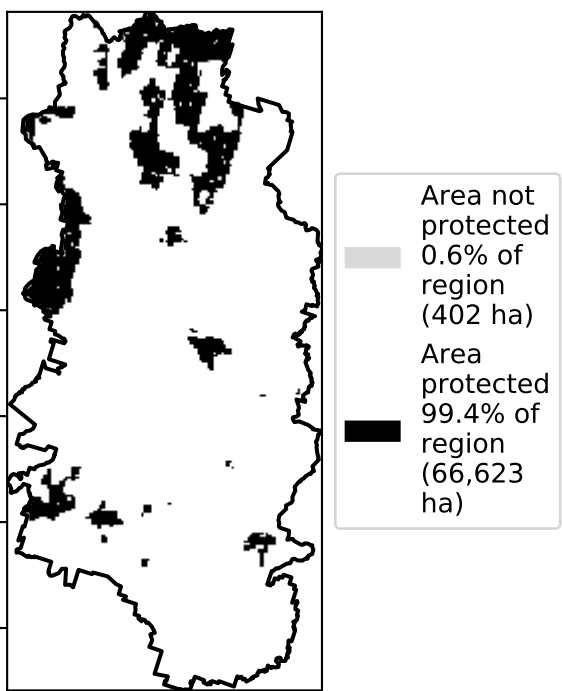 Area not
protected
0.6% of
region
(402 ha)
Area
protected
99.4% of
region
(66,623
ha)